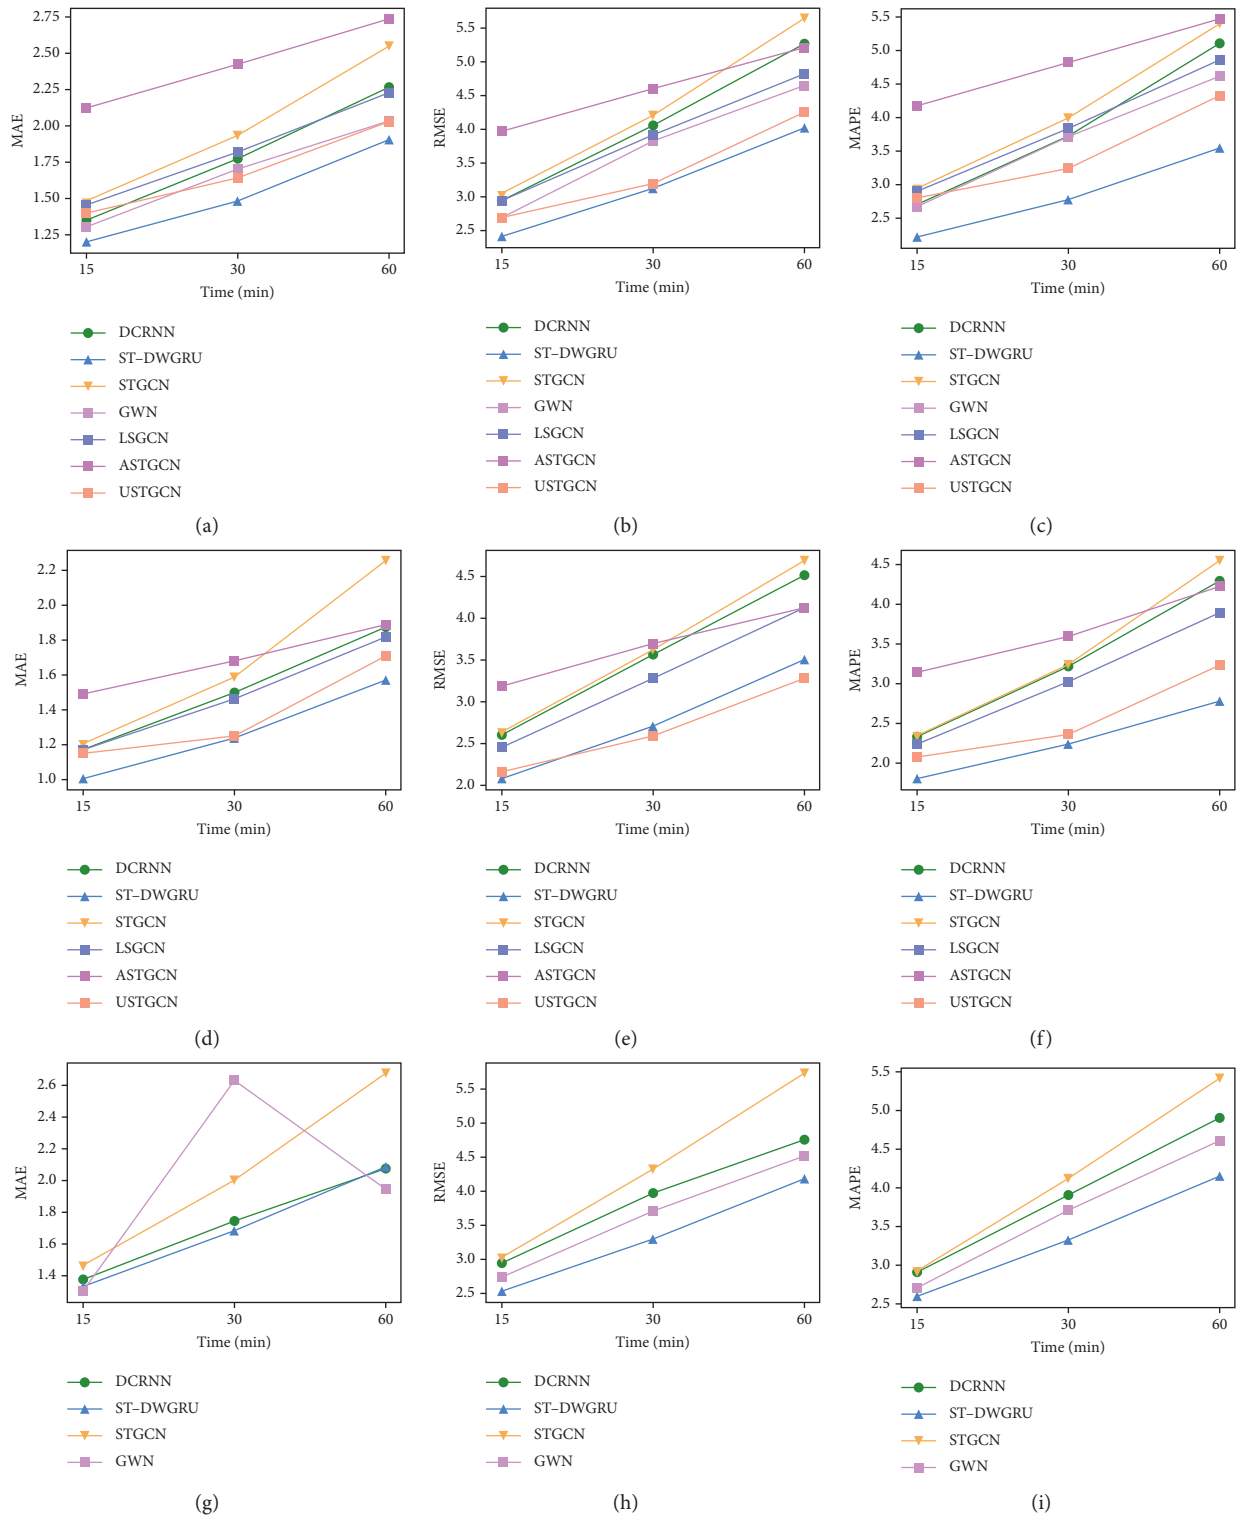 2.75
2.50
2.25
2.00
1.75
1.50
1.25
MAE
15
30
60
Time (min)
DCRNN
ST–DWGRU
STGCN
GWN
LSGCN
ASTGCN
USTGCN
(a)
5.5
5.0
4.5
4.0
3.5
3.0
2.5
RMSE
15
30
60
Time (min)
DCRNN
ST–DWGRU
STGCN
GWN
LSGCN
ASTGCN
USTGCN
(b)
5.5
5.0
4.5
4.0
3.5
3.0
2.5
MAPE
15
30
60
Time (min)
DCRNN
ST–DWGRU
STGCN
GWN
LSGCN
ASTGCN
USTGCN
(c)
2.2
2.0
1.8
1.6
1.4
1.2
1.0
MAE
15
30
60
Time (min)
DCRNN
ST–DWGRU
STGCN
LSGCN
ASTGCN
USTGCN
(d)
4.5
4.0
3.5
3.0
2.5
2.0
RMSE
15
30
60
Time (min)
DCRNN
ST–DWGRU
STGCN
LSGCN
ASTGCN
USTGCN
(e)
4.5
4.0
3.5
3.0
2.5
2.0
MAPE
15
30
60
Time (min)
DCRNN
ST–DWGRU
STGCN
LSGCN
ASTGCN
USTGCN
(f)
2.6
2.4
2.2
2.0
1.8
1.6
1.4
MAE
15
30
60
Time (min)
DCRNN
ST–DWGRU
STGCN
GWN
(g)
5.5
5.0
4.5
4.0
3.5
3.0
2.5
RMSE
15
30
60
Time (min)
DCRNN
ST–DWGRU
STGCN
GWN
(h)
5.5
5.0
4.5
4.0
3.5
3.0
2.5
MAPE
15
30
60
Time (min)
DCRNN
ST–DWGRU
STGCN
GWN
(i)